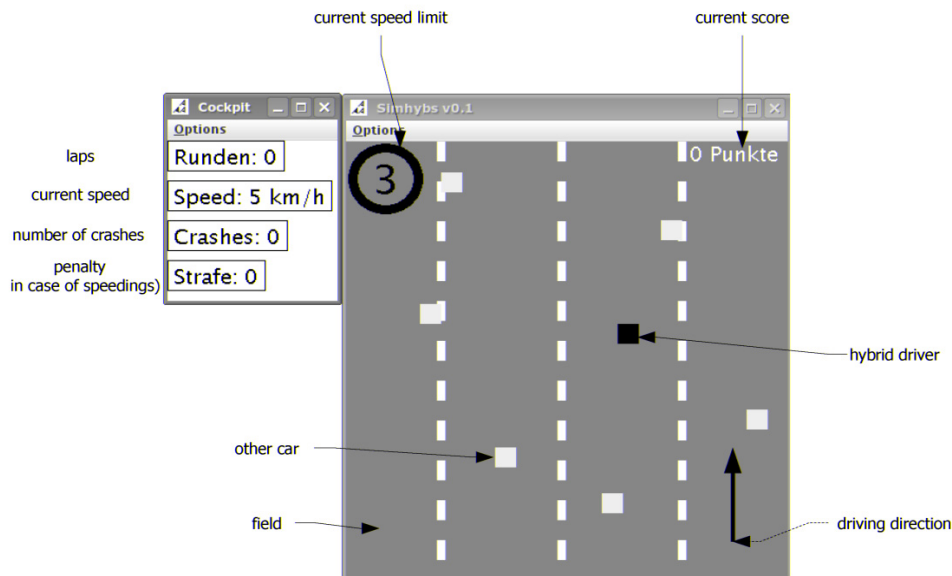 current speed limit
current score
Cockpit
Simhybs v0.1
Options
Options
laps
Runden: 0
3
0 Punkte
current speed
Speed: 5 km/h
number of crashes
Crashes: 0
penalty
in case of speedings)
Strafe: 0
hybrid driver
other car
field
driving direction